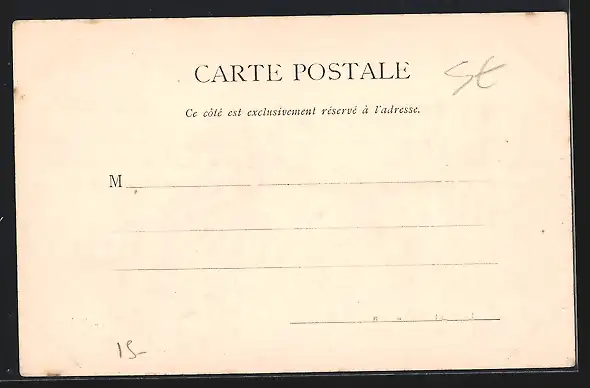 CARTE POSTALE
St
Ce côté est exclusivement réservé à l'adresse.
M
15-